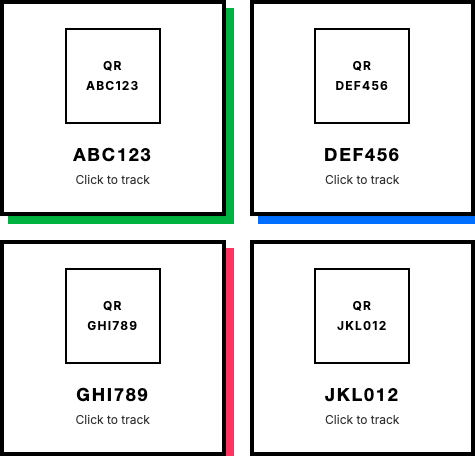 QR
ABC123
ABC123
Click to track
QR
DEF456
DEF456
Click to track
QR
GHI789
GHI789
Click to track
QR
JKL012
JKL012
Click to track